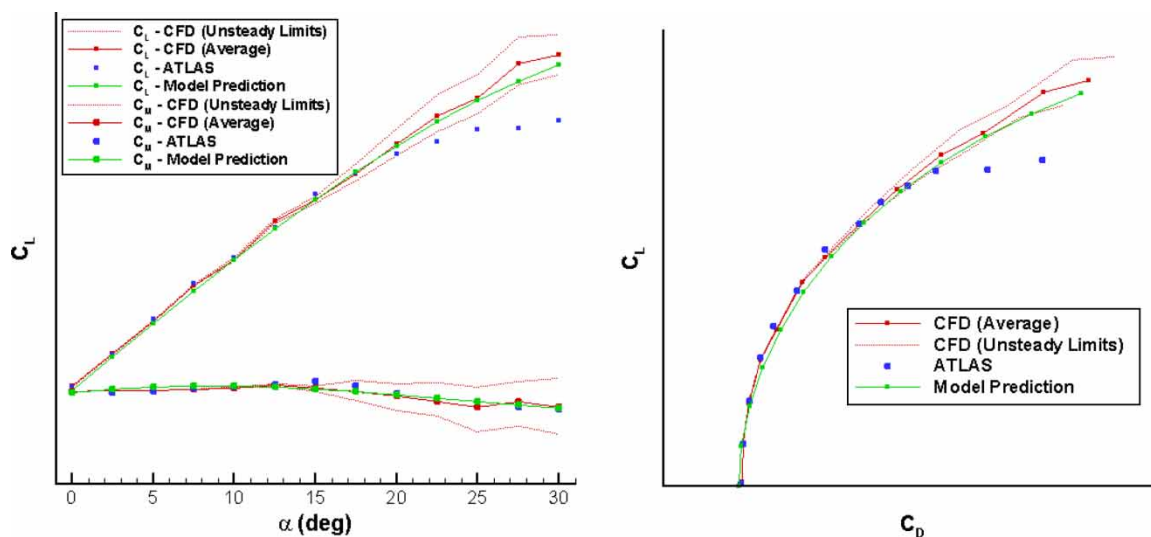 C_L - CFD (Unsteady Limits)
C_L - CFD (Average)
C_L - ATLAS
C_L - Model Prediction
C_M - CFD (Unsteady Limits)
C_M - CFD (Average)
C_M - ATLAS
C_M - Model Prediction
C_L
0 5 10 15 20 25 30
α (deg)
C_L
CFD (Average)
CFD (Unsteady Limits)
ATLAS
Model Prediction
C_D